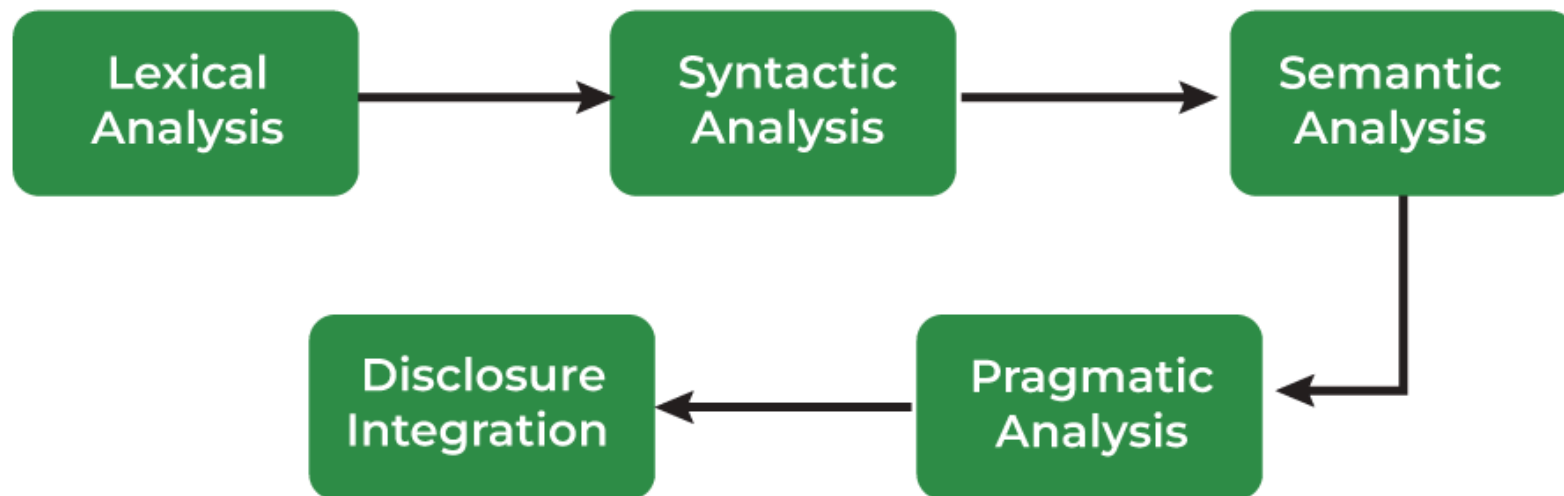 Lexical
Analysis
Syntactic
Analysis
Semantic
Analysis
Pragmatic
Analysis
Disclosure
Integration